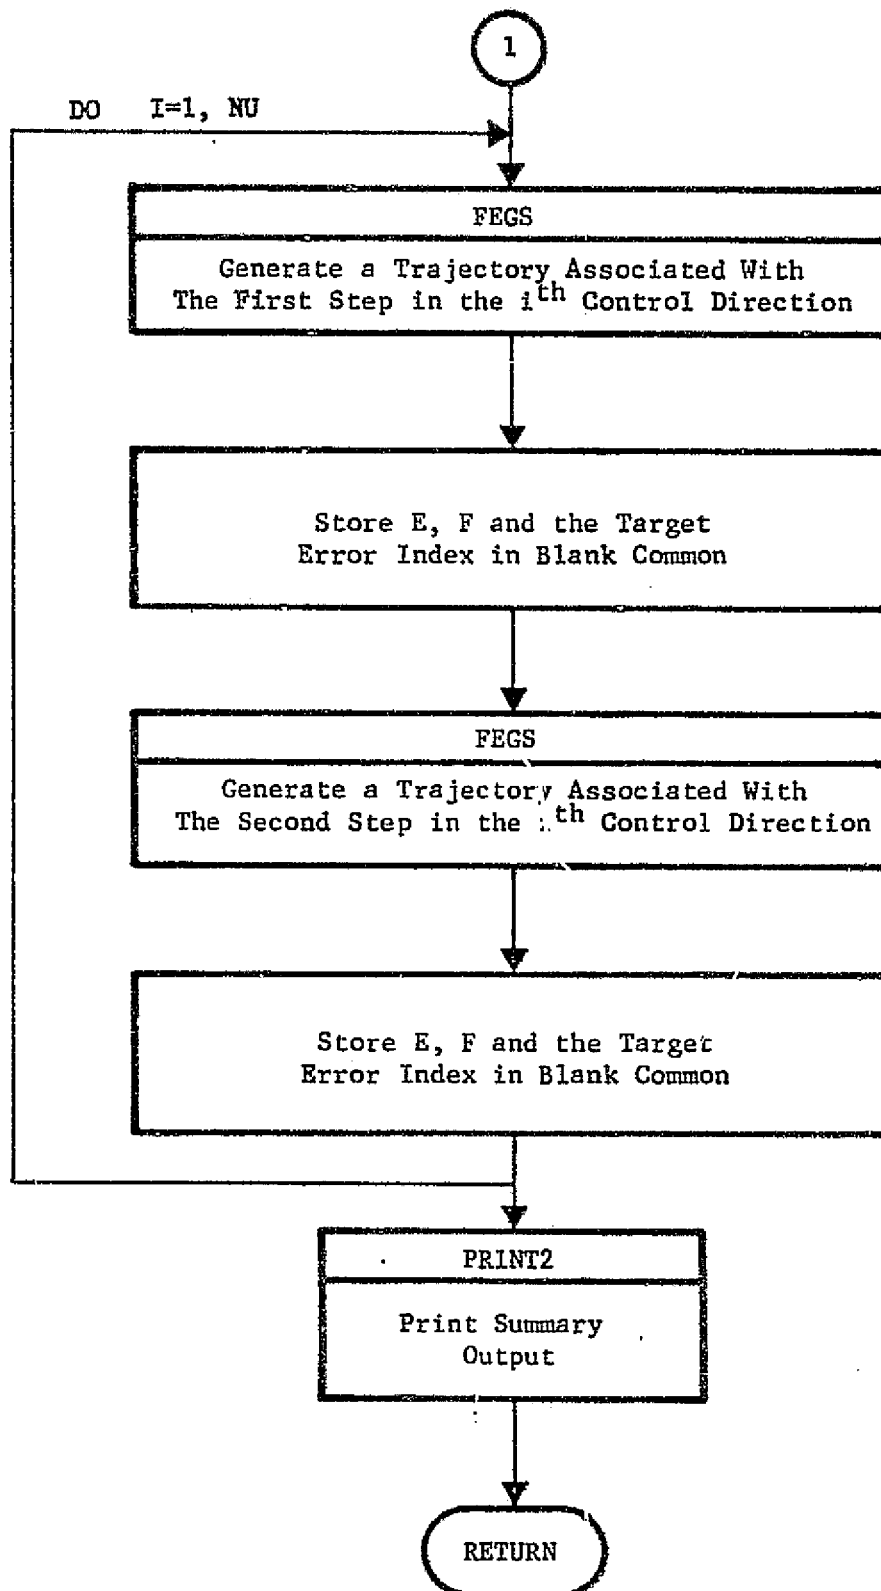 1
DO I=1, NU
FEGS
Generate a Trajectory Associated With
The First Step in the ith Control Direction
Store E, F and the Target
Error Index in Blank Common
FEGS
Generate a Trajectory Associated With
The Second Step in the ith Control Direction
Store E, F and the Target
Error Index in Blank Common
PRINT2
Print Summary
Output
RETURN